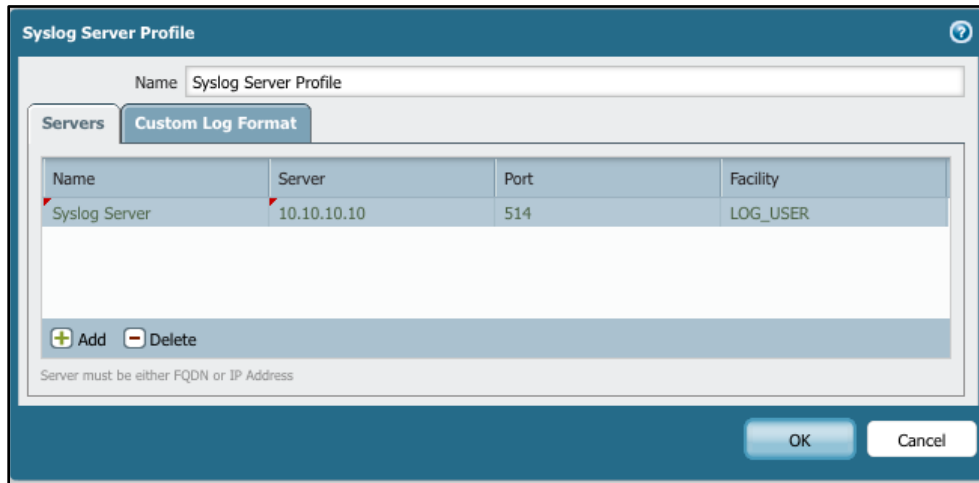 Syslog Server Profile
Name Syslog Server Profile
Servers Custom Log Format
Name Server Port Facility
Syslog Server 10.10.10.10 514 LOG_USER
Add Delete
Server must be either FQDN or IP Address
OK Cancel